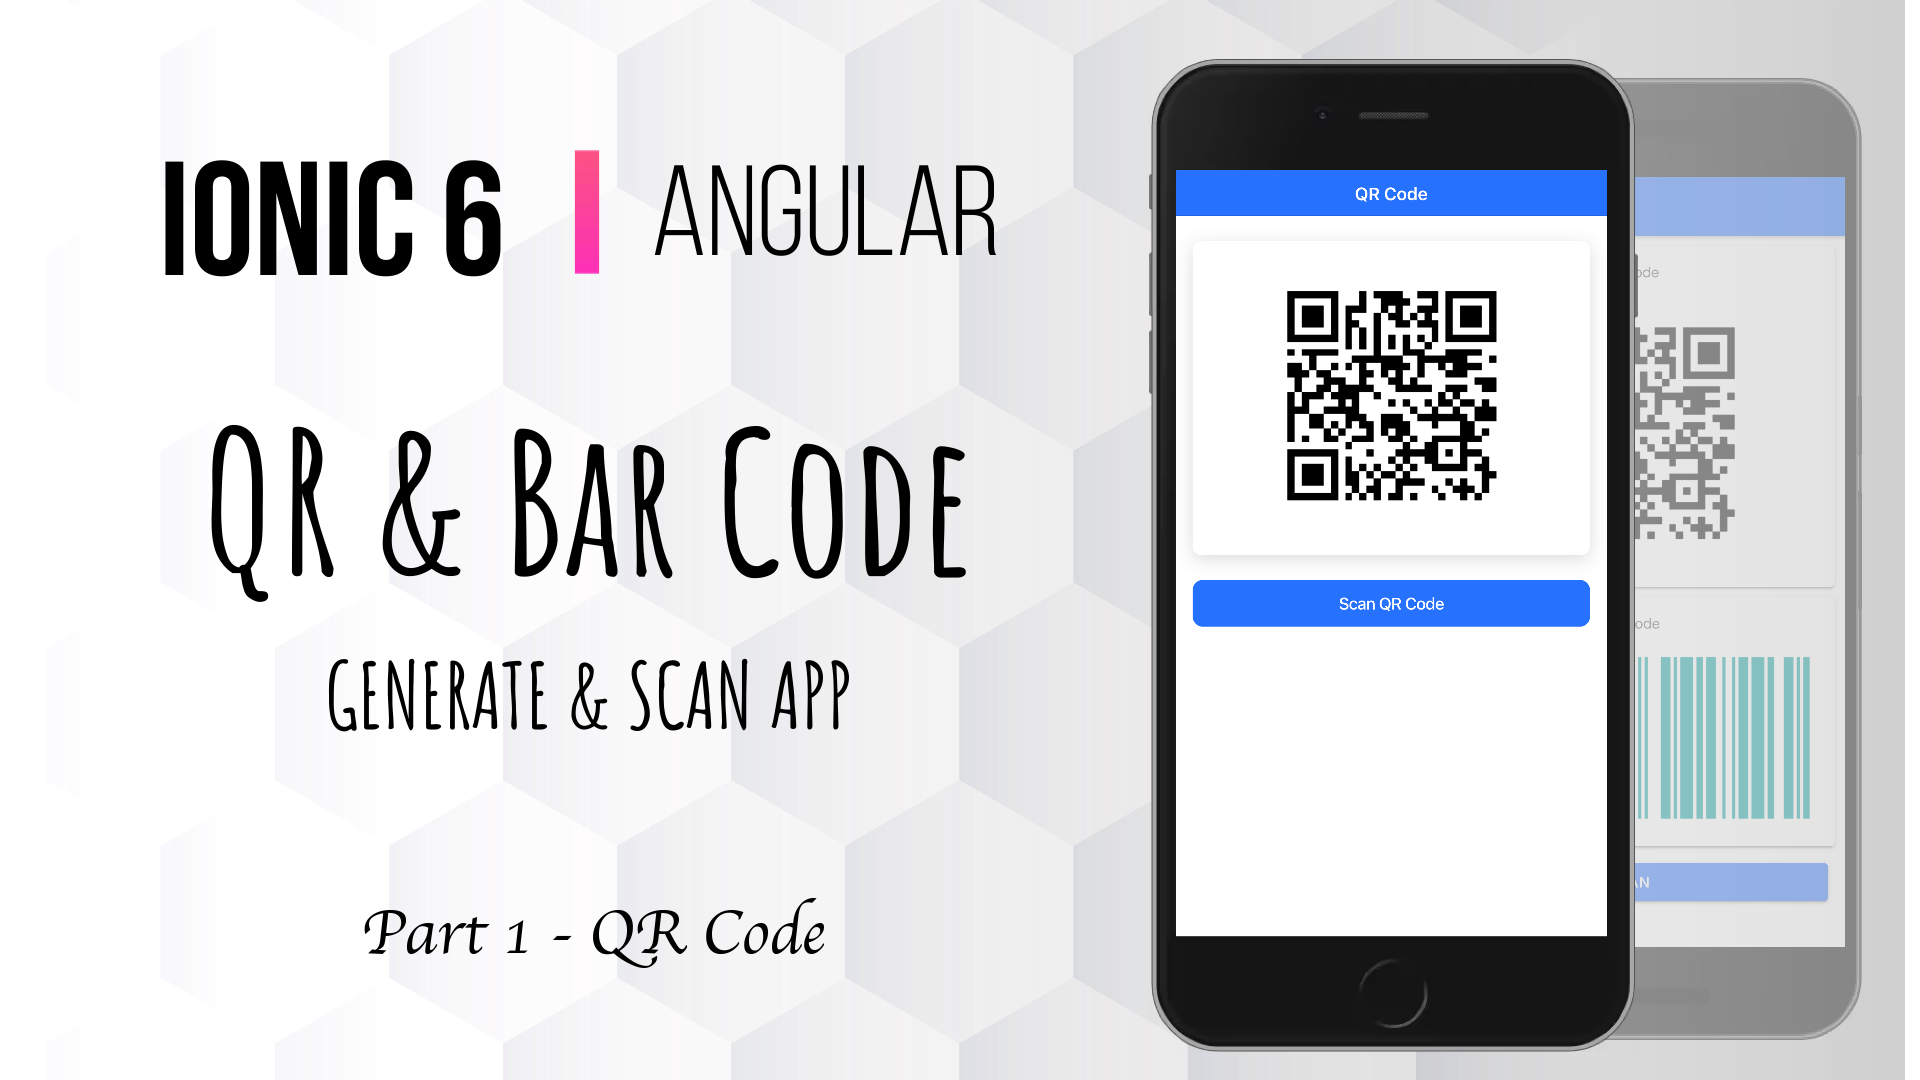 IONIC 6 | ANGULAR
QR & BAR CODE
GENERATE & SCAN APP
Part 1 - QR Code
QR Code
Scan QR Code